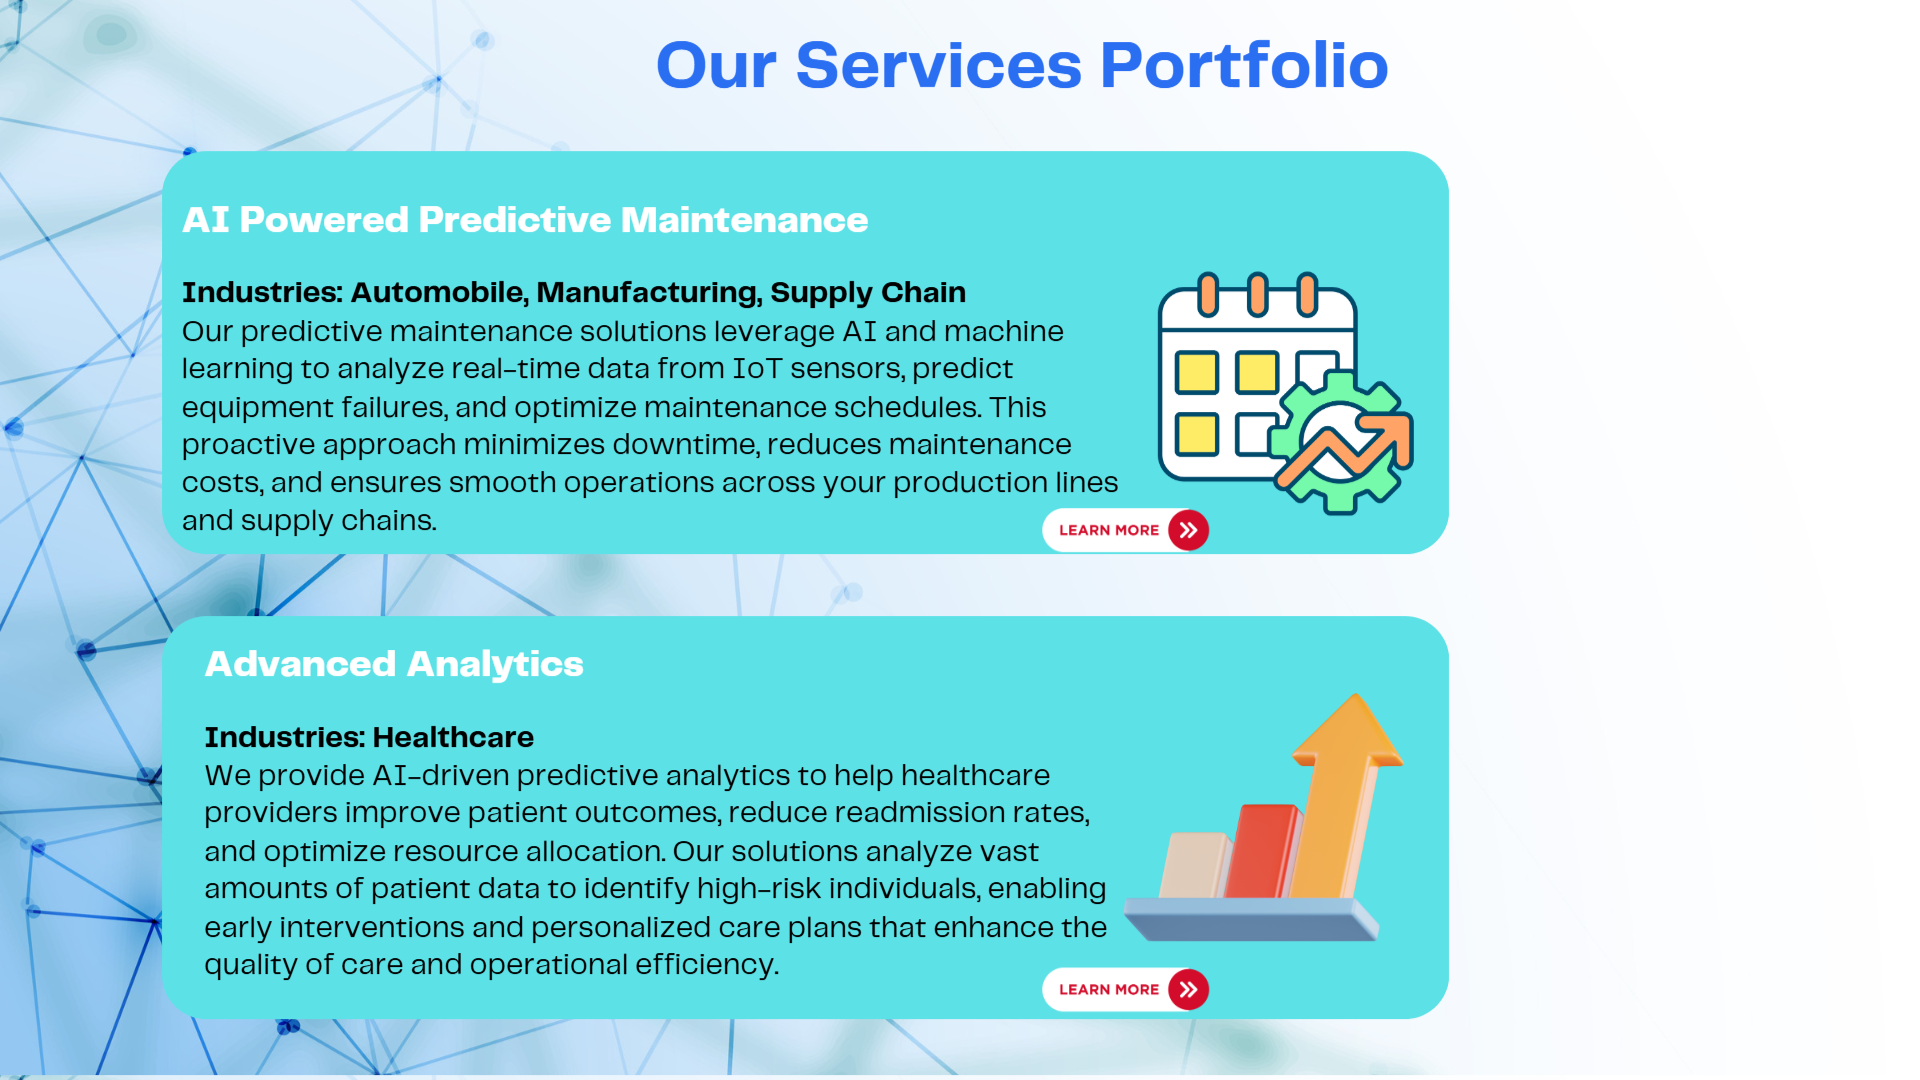 Our Services Portfolio
AI Powered Predictive Maintenance
Industries: Automobile, Manufacturing, Supply Chain
Our predictive maintenance solutions leverage AI and machine
learning to analyze real-time data from IoT sensors, predict
equipment failures, and optimize maintenance schedules. This
proactive approach minimizes downtime, reduces maintenance
costs, and ensures smooth operations across your production lines
and supply chains.
LEARN MORE
Advanced Analytics
Industries: Healthcare
We provide AI-driven predictive analytics to help healthcare
providers improve patient outcomes, reduce readmission rates,
and optimize resource allocation. Our solutions analyze vast
amounts of patient data to identify high-risk individuals, enabling
early interventions and personalized care plans that enhance the
quality of care and operational efficiency.
LEARN MORE